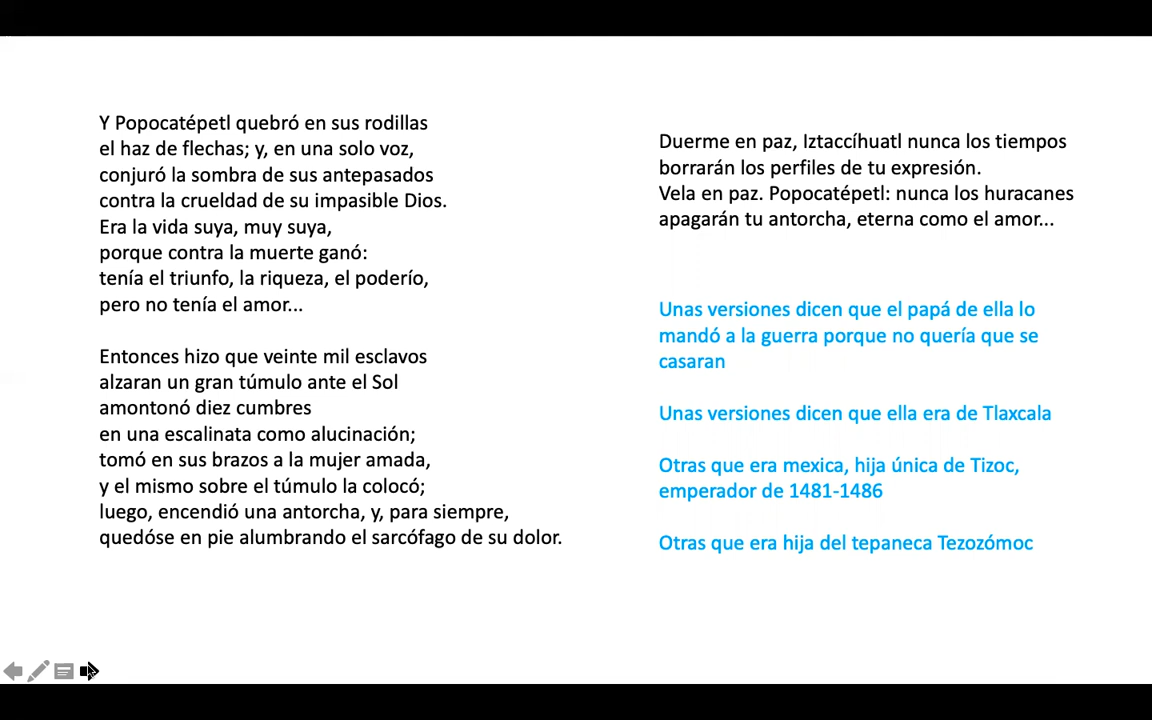 Y Popocatépetl quebró en sus rodillas
el haz de flechas; y, en una solo voz,
conjuró la sombra de sus antepasados
contra la crueldad de su impasible Dios.
Era la vida suya, muy suya,
porque contra la muerte ganó:
tenía el triunfo, la riqueza, el poderío,
pero no tenía el amor...
Entonces hizo que veinte mil esclavos
alzaran un gran túmulo ante el Sol
amontonó diez cumbres
en una escalinata como alucinación;
tomó en sus brazos a la mujer amada,
y el mismo sobre el túmulo la colocó;
luego, encendió una antorcha, y, para siempre,
quedóse en pie alumbrando el sarcófago de su dolor.
Duerme en paz, Iztaccíhuatl nunca los tiempos
borrarán los perfiles de tu expresión.
Vela en paz. Popocatépetl: nunca los huracanes
apagarán tu antorcha, eterna como el amor...
Unas versiones dicen que el papá de ella lo
mandó a la guerra porque no quería que se
casaran
Unas versiones dicen que ella era de Tlaxcala
Otras que era mexica, hija única de Tizoc,
emperador de 1481-1486
Otras que era hija del tepaneca Tezozómoc